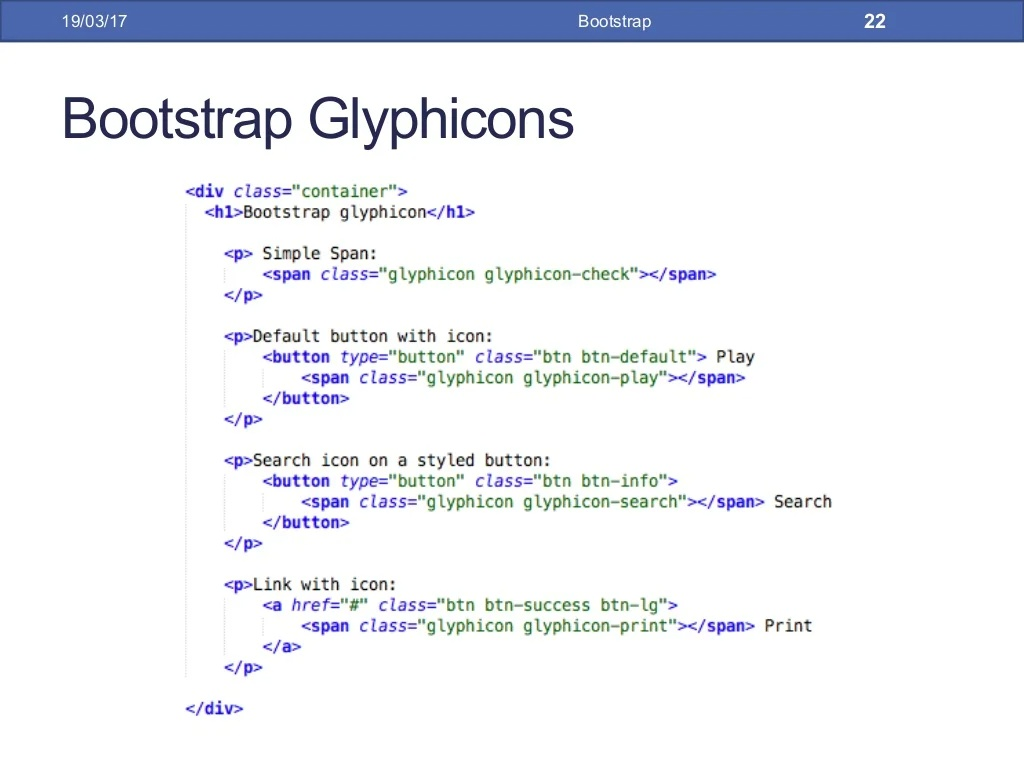 19/03/17 Bootstrap 22
Bootstrap Glyphicons
<div class="container">
<h1>Bootstrap glyphicon</h1>
<p> Simple Span:
<span class="glyphicon glyphicon-check"></span>
</p>
<p>Default button with icon:
<button type="button" class="btn btn-default"> Play
<span class="glyphicon glyphicon-play"></span>
</button>
</p>
<p>Search icon on a styled button:
<button type="button" class="btn btn-info">
<span class="glyphicon glyphicon-search"></span> Search
</button>
</p>
<p>Link with icon:
<a href="#" class="btn btn-success btn-lg">
<span class="glyphicon glyphicon-print"></span> Print
</a>
</p>
</div>